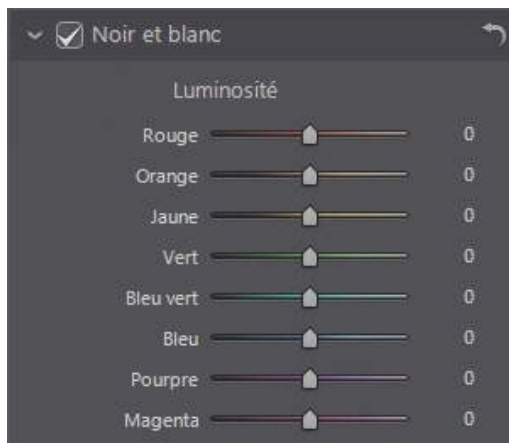 Noir et blanc
Luminosité
Rouge 0
Orange 0
Jaune 0
Vert 0
Bleu vert 0
Bleu 0
Pourpre 0
Magenta 0